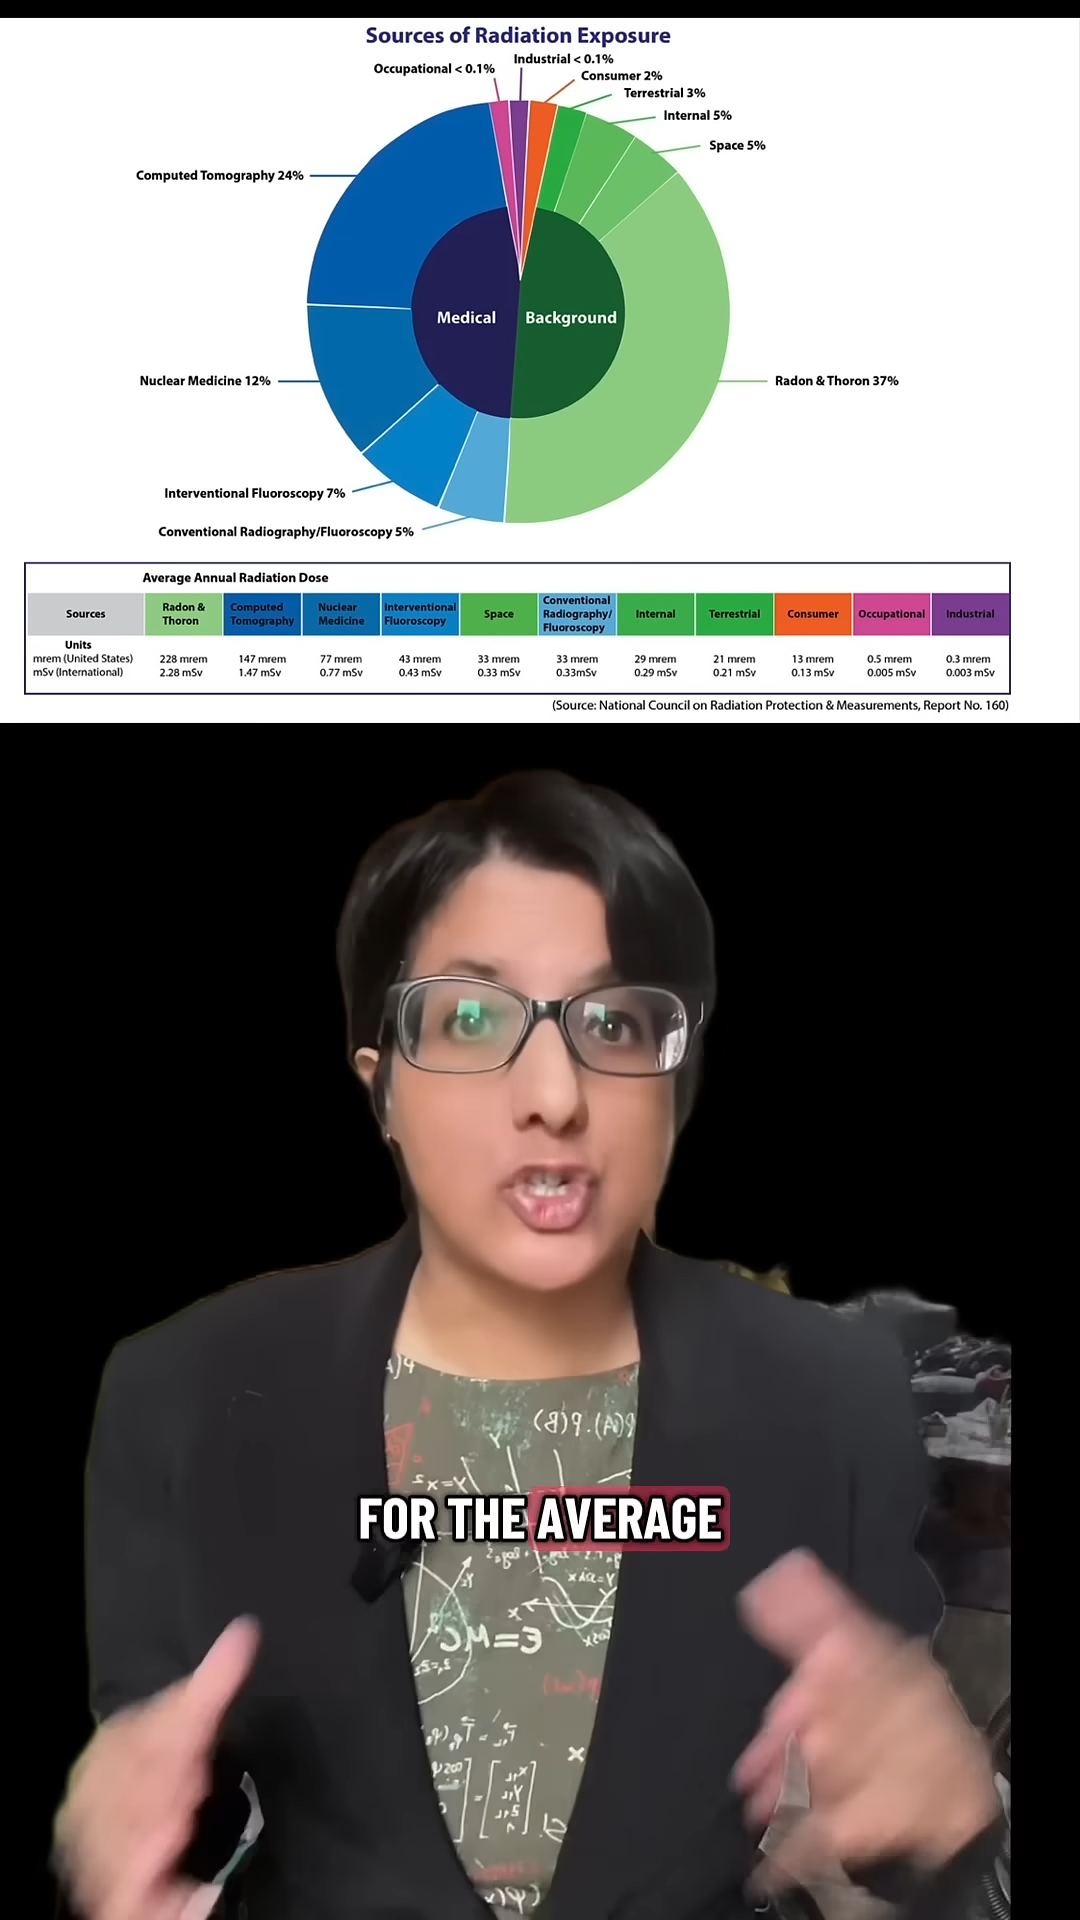 Sources of Radiation Exposure
Industrial < 0.1%
Occupational < 0.1%
Consumer 2%
Terrestrial 3%
Internal 5%
Space 5%
Computed Tomography 24%
Medical
Background
Nuclear Medicine 12%
Radon & Thoron 37%
Interventional Fluoroscopy 7%
Conventional Radiography/Fluoroscopy 5%
Average Annual Radiation Dose
Sources
Radon & Thoron
Computed Tomography
Nuclear Medicine
Interventional Fluoroscopy
Space
Conventional Radiography/ Fluoroscopy
Internal
Terrestrial
Consumer
Occupational
Industrial
Units
mrem (United States) 228 mrem 147 mrem 77 mrem 43 mrem 33 mrem 33 mrem 29 mrem 21 mrem 13 mrem 0.5 mrem 0.3 mrem
mSv (International) 2.28 mSv 1.47 mSv 0.77 mSv 0.43 mSv 0.33 mSv 0.33mSv 0.29 mSv 0.21 mSv 0.13 mSv 0.005 mSv 0.003 mSv
(Source: National Council on Radiation Protection & Measurements, Report No. 160)
P(A).P(B)
FOR THE AVERAGE
E=MC